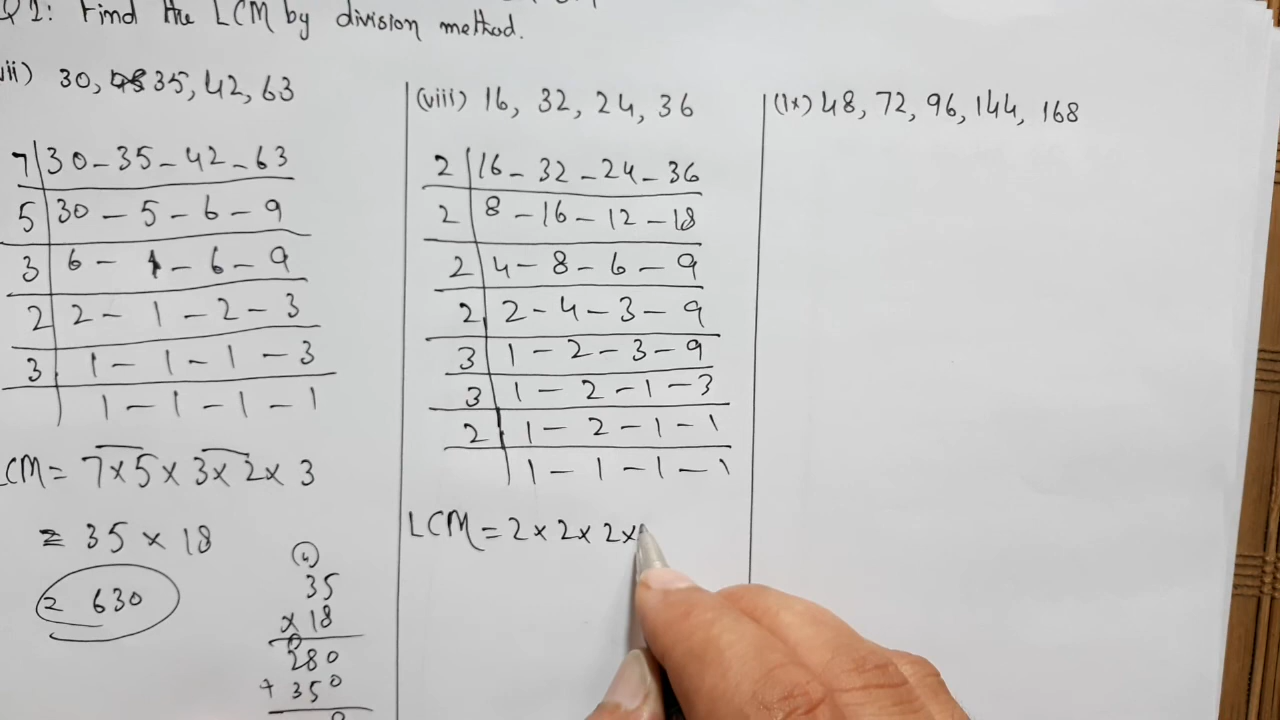 Q2: Find the LCM by division method.
vii) 30, 35, 42, 63
7 30 - 35 - 42 - 63
5 30 - 5 - 6 - 9
3 6 - 1 - 6 - 9
2 2 - 1 - 2 - 3
3 1 - 1 - 1 - 3
1 - 1 - 1 - 1
LCM = 7 x 5 x 3 x 2 x 3
= 35 x 18
= 630
35
x 18
280
+ 350
(viii) 16, 32, 24, 36
2 16 - 32 - 24 - 36
2 8 - 16 - 12 - 18
2 4 - 8 - 6 - 9
2 2 - 4 - 3 - 9
3 1 - 2 - 3 - 9
3 1 - 2 - 1 - 3
2 1 - 2 - 1 - 1
1 - 1 - 1 - 1
LCM = 2 x 2 x 2 x
(ix) 48, 72, 96, 144, 168